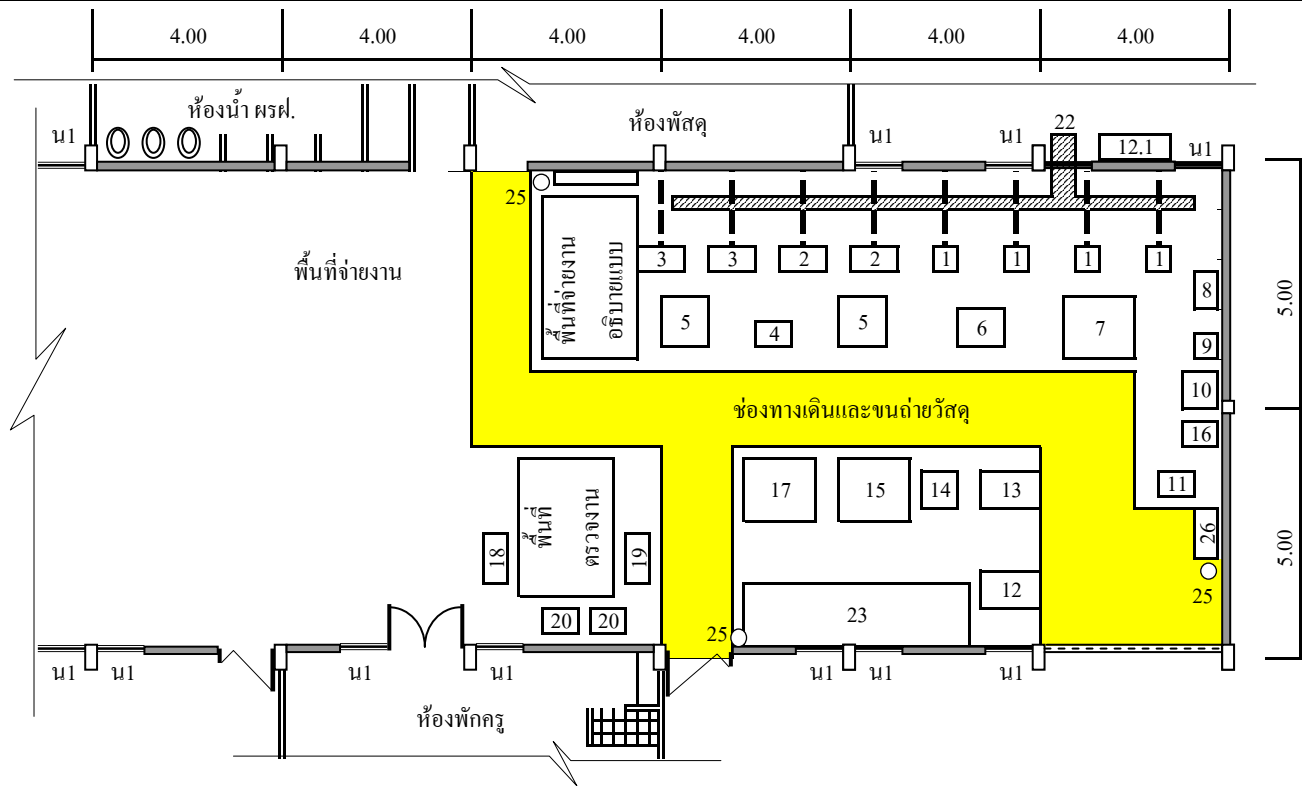 4.00 4.00 4.00 4.00 4.00 4.00
ห้องน้ำ ผรฝ. ห้องพัสดุ 22
น1 น1 น1 12.1 น1
25
พื้นที่จ่ายงาน
พื้นที่จ่ายงาน
อธิบายแบบ
3 3 2 2 1 1 1 1
8
5.00
5 4 5 6 7
9
10
ช่องทางเดินและขนถ่ายวัสดุ
16
17 15 14 13 11
พื้นที่
ตรวจงาน
18 19 26
5.00
12
25
20 20 25 23
น1 น1 น1 น1 น1 น1 น1
ห้องพักครู